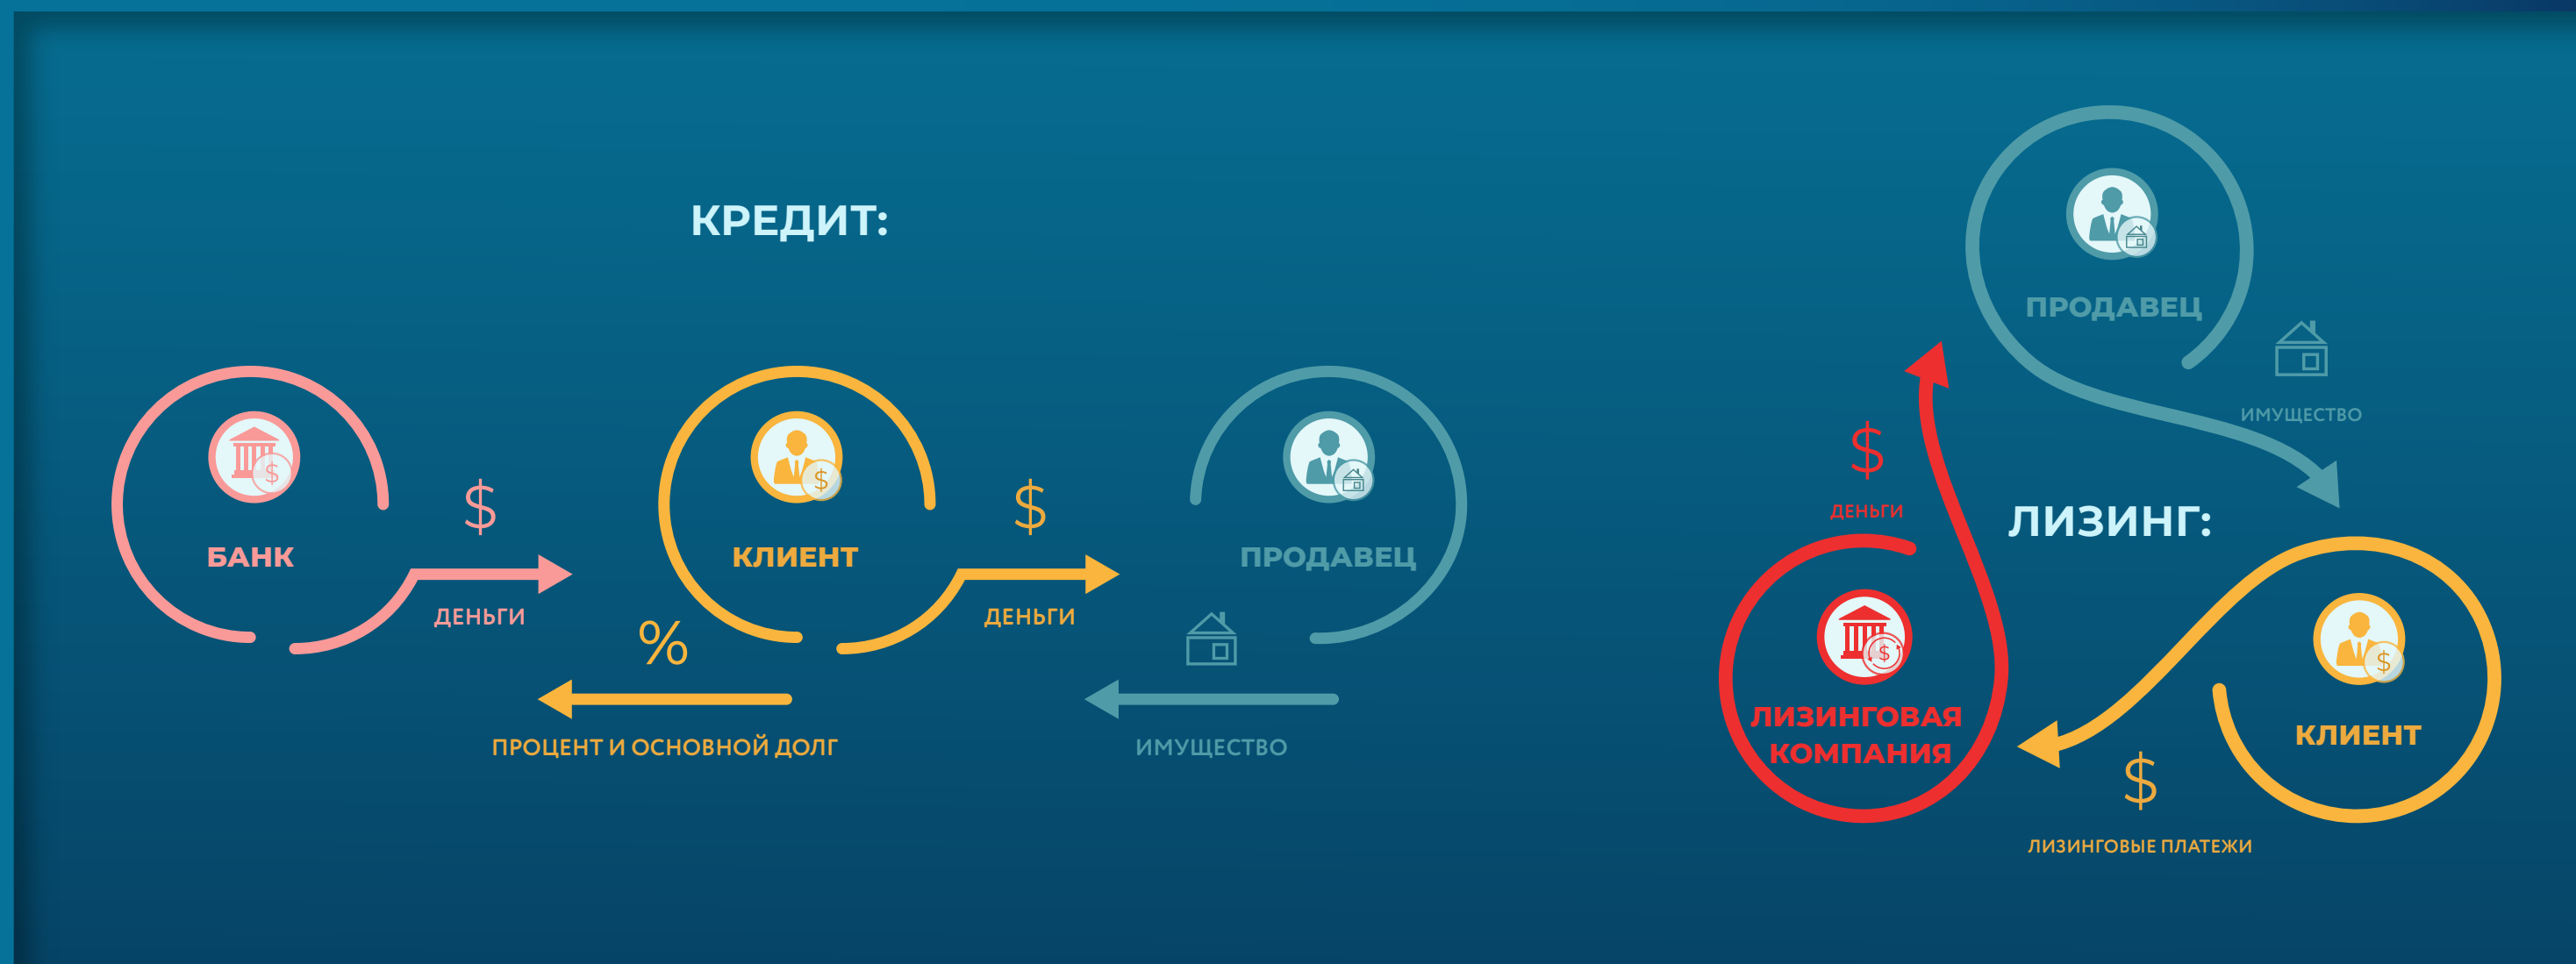 КРЕДИТ:
БАНК
$
ДЕНЬГИ
КЛИЕНТ
$
ДЕНЬГИ
ПРОДАВЕЦ
%
ПРОЦЕНТ И ОСНОВНОЙ ДОЛГ
ИМУЩЕСТВО
ЛИЗИНГ:
ПРОДАВЕЦ
ИМУЩЕСТВО
$
ДЕНЬГИ
ЛИЗИНГОВАЯ
КОМПАНИЯ
КЛИЕНТ
$
ЛИЗИНГОВЫЕ ПЛАТЕЖИ